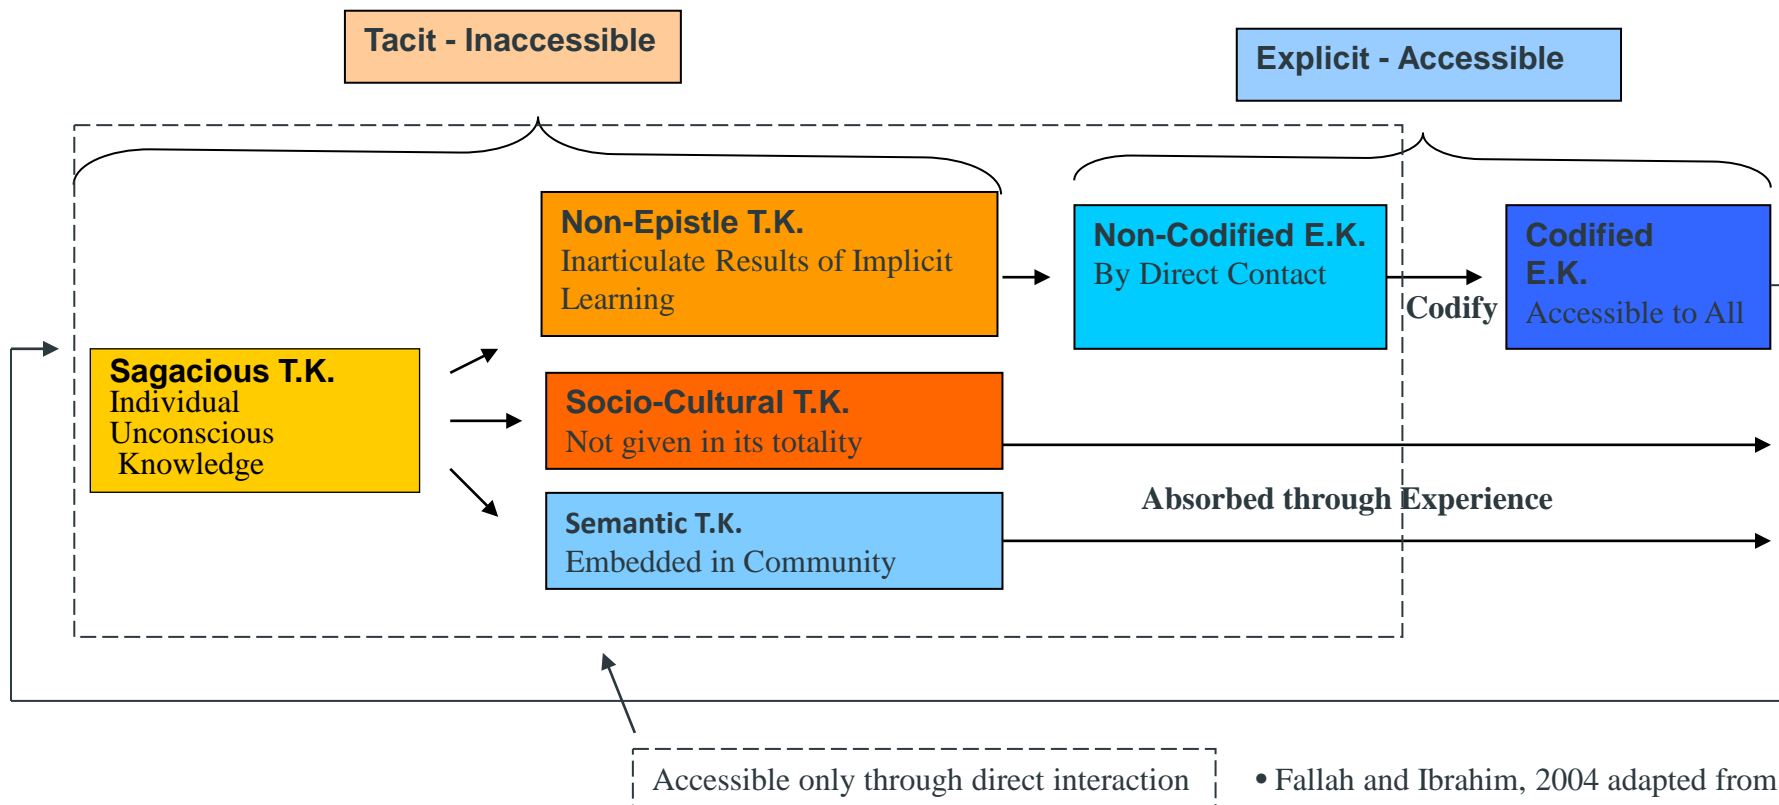 Tacit - Inaccessible
Explicit - Accessible
Non-Epistle T.K.
Inarticulate Results of Implicit
Learning
Non-Codified E.K.
By Direct Contact
Codified
E.K.
Accessible to All
Codify
Sagacious T.K.
Individual
Unconscious
Knowledge
Socio-Cultural T.K.
Not given in its totality
Absorbed through Experience
Semantic T.K.
Embedded in Community
Accessible only through direct interaction
• Fallah and Ibrahim, 2004 adapted from